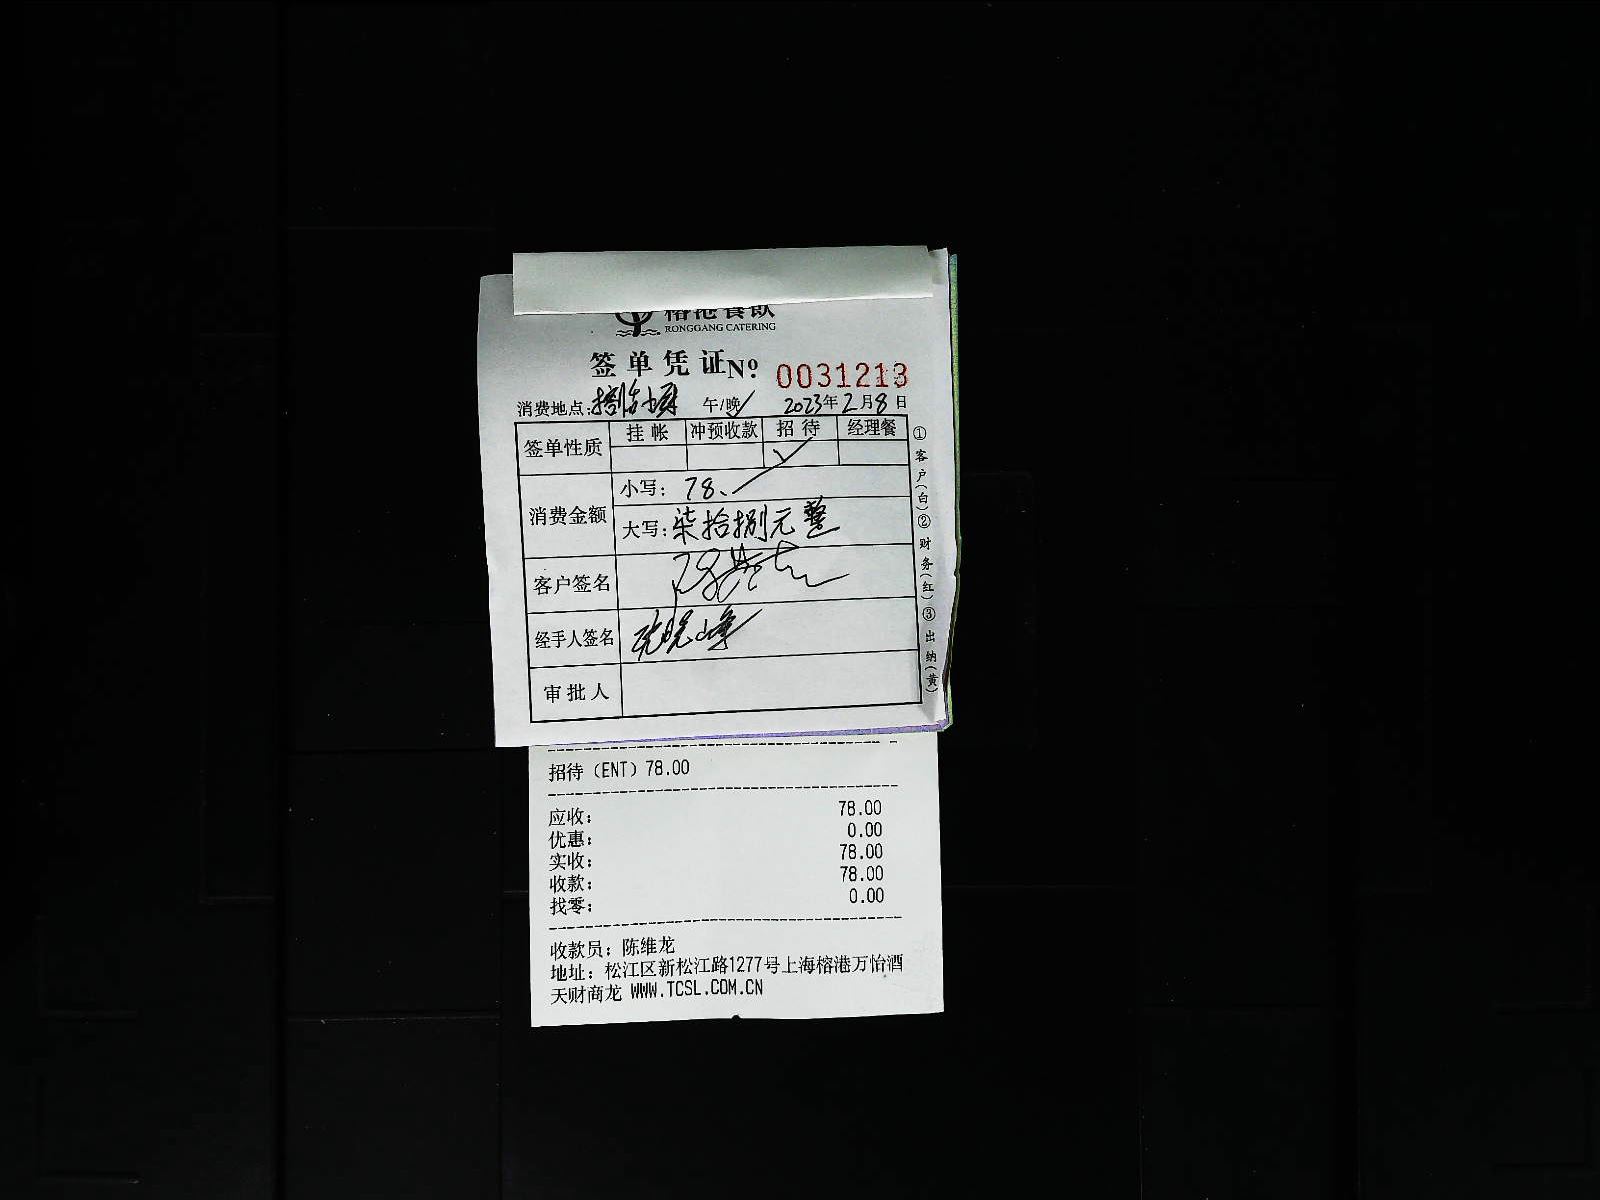 榕港餐饮
RONGGANG CATERING
签单凭证 Nº 0031213
消费地点: 午/晚 2023年2月8日
签单性质 挂帐 冲预收款 招待 经理餐
消费金额 小写: 78.
大写: 柒拾捌元整
客户签名
经手人签名
审批人
①客户(白)②财务(红)③出纳(黄)
招待（ENT）78.00
应收: 78.00
优惠: 0.00
实收: 78.00
收款: 78.00
找零: 0.00
收款员: 陈维龙
地址: 松江区新松江路1277号上海榕港万怡酒
天财商龙 WWW.TCSL.COM.CN